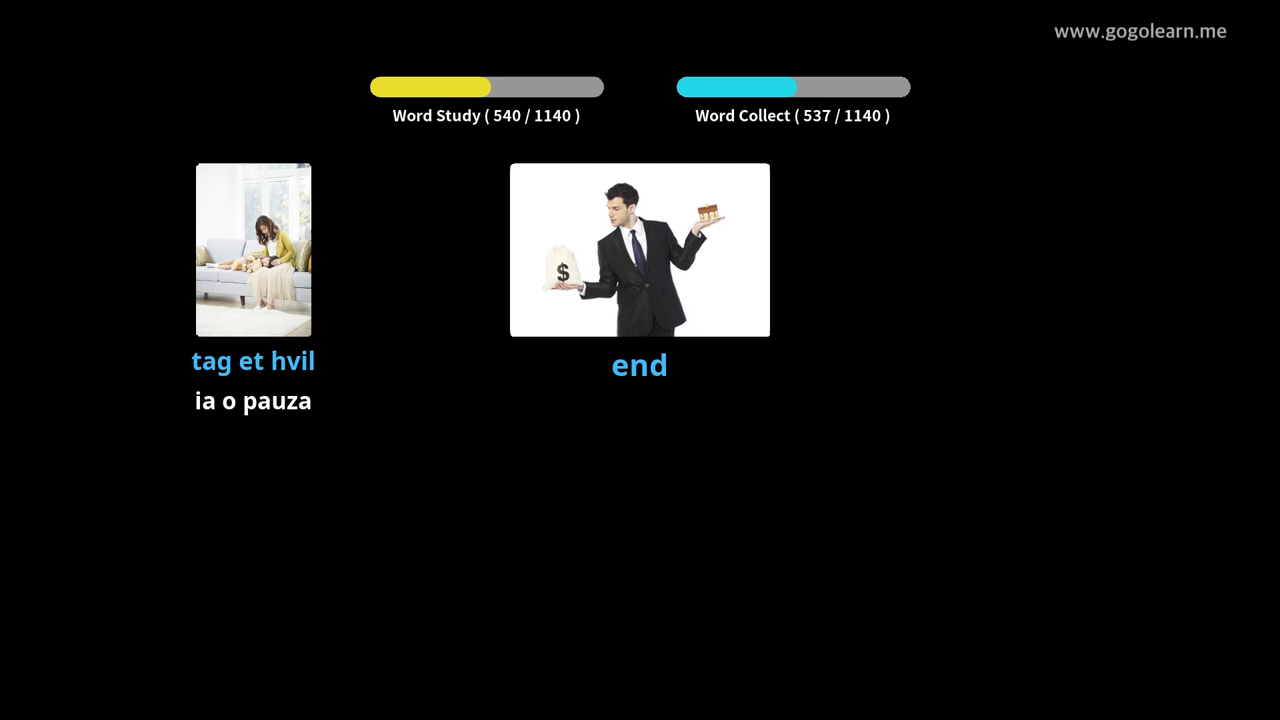 www.gogolearn.me
Word Study ( 540 / 1140 )
Word Collect ( 537 / 1140 )
$
tag et hvil
end
ia o pauza